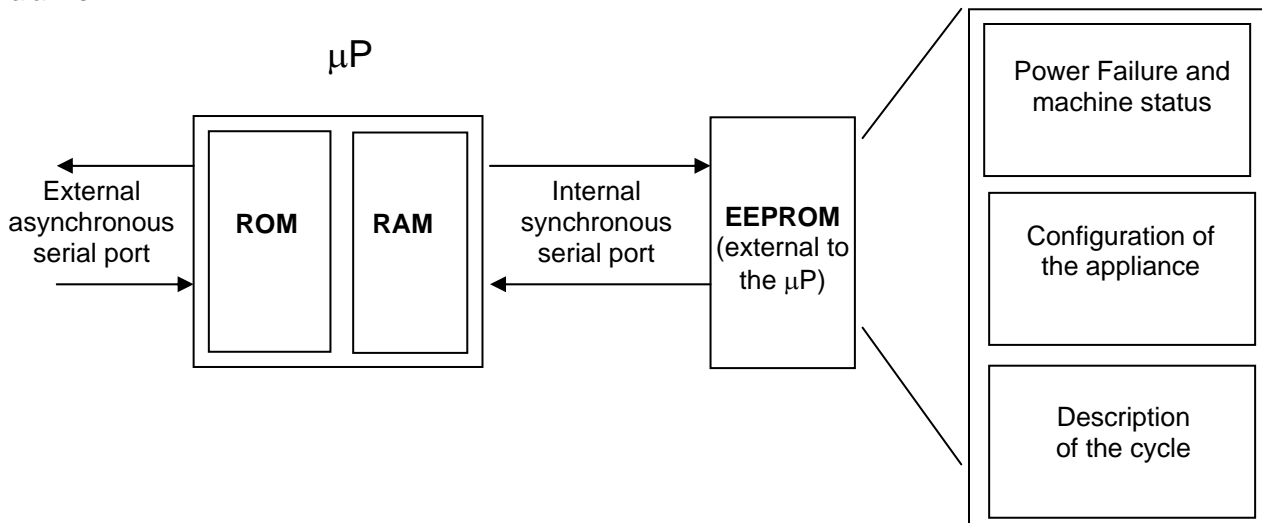 μP
External
asynchronous
serial port
ROM
RAM
Internal
synchronous
serial port
EEPROM
(external to
the μP)
Power Failure and
machine status
Configuration of
the appliance
Description
of the cycle